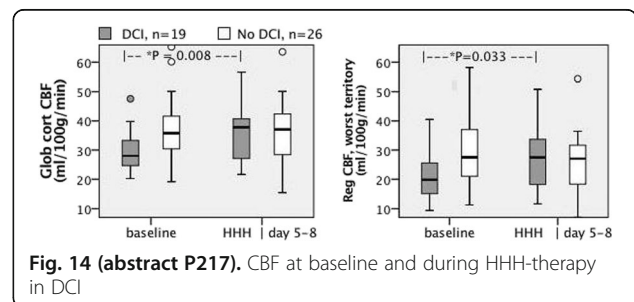 DCI, n=19 No DCI, n=26
|-- *P = 0.008 ---|
|-- *P=0.033 ---|
Glob cort CBF
(ml/100g/min)
60
50
40
30
20
10
baseline HHH | day 5-8
Reg CBF, worst territory
(ml/100g/min)
60
50
40
30
20
10
baseline HHH | day 5-8
Fig. 14 (abstract P217). CBF at baseline and during HHH-therapy
in DCI